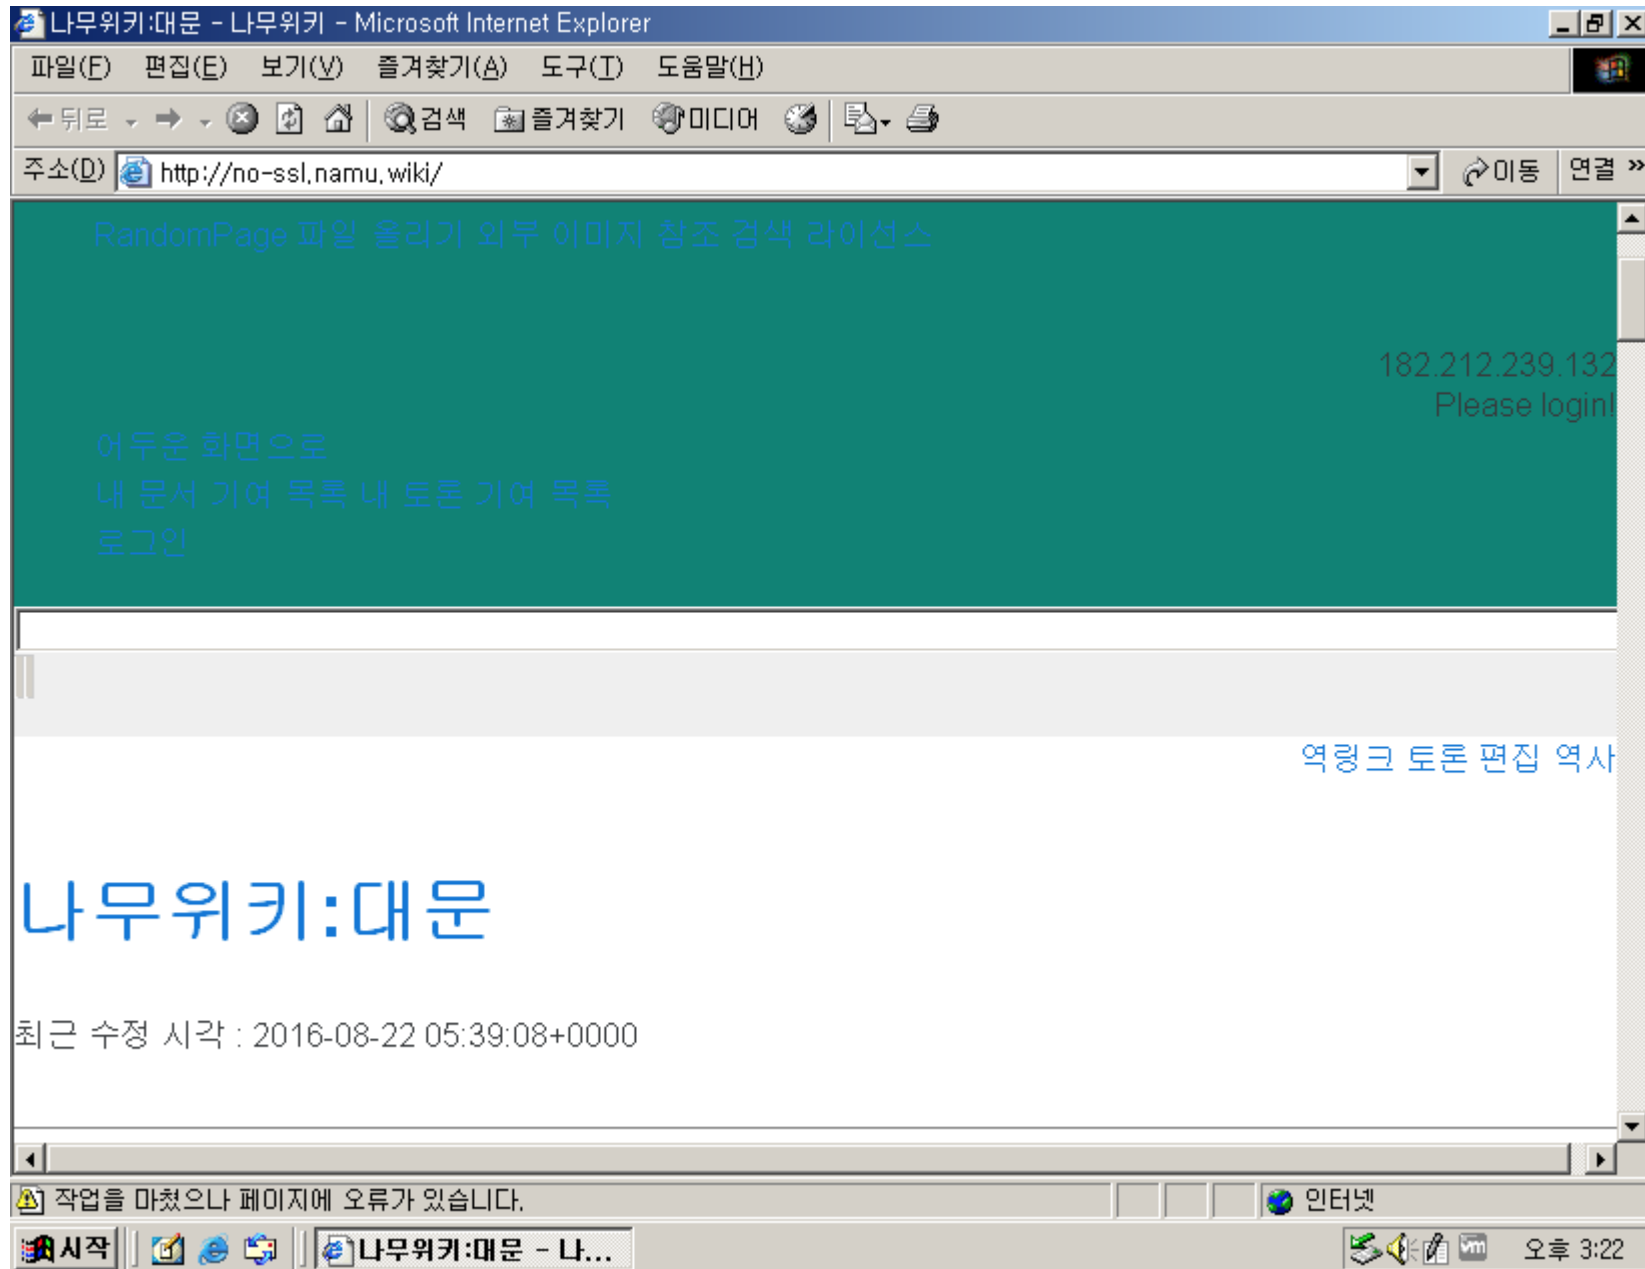 나무위키:대문 - 나무위키 - Microsoft Internet Explorer
파일(F) 편집(E) 보기(V) 즐겨찾기(A) 도구(T) 도움말(H)
뒤로 검색 즐겨찾기 미디어
주소(D) http://no-ssl.namu.wiki/ 이동 연결 »
RandomPage 파일 올리기 외부 이미지 참조 검색 라이선스
182.212.239.132
Please login!
어두운 화면으로
내 문서 기여 목록 내 토론 기여 목록
로그인
역링크 토론 편집 역사
나무위키:대문
최근 수정 시각 : 2016-08-22 05:39:08+0000
작업을 마쳤으나 페이지에 오류가 있습니다. 인터넷
시작 나무위키:대문 - 나... vm 오후 3:22